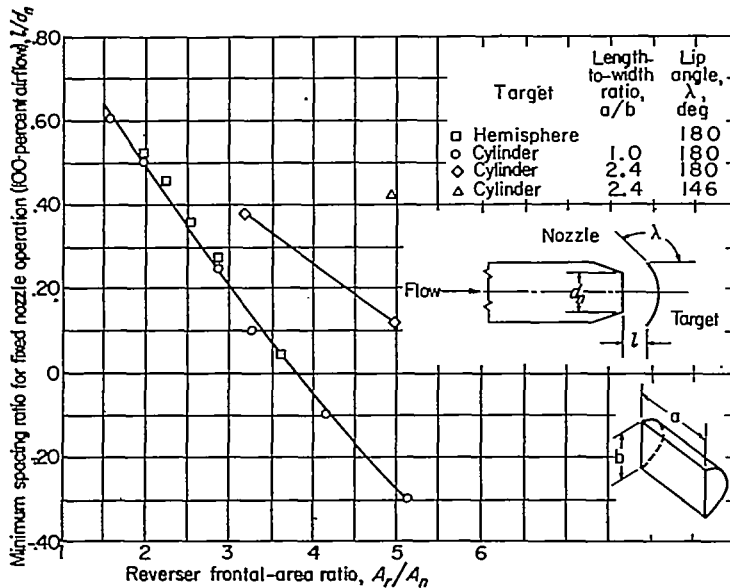 Minimum spacing ratio for fixed nozzle operation (100-percent airflow), l/dn
.80
.60
.40
.20
0
-.20
-.40
1
2
3
4
5
6
Reverser frontal-area ratio, Ar/An
Target
Length-to-width ratio, a/b
Lip angle, λ, deg
□ Hemisphere 180
○ Cylinder 1.0 180
◇ Cylinder 2.4 180
△ Cylinder 2.4 146
Nozzle
λ
Flow
dn
Target
l
a
b